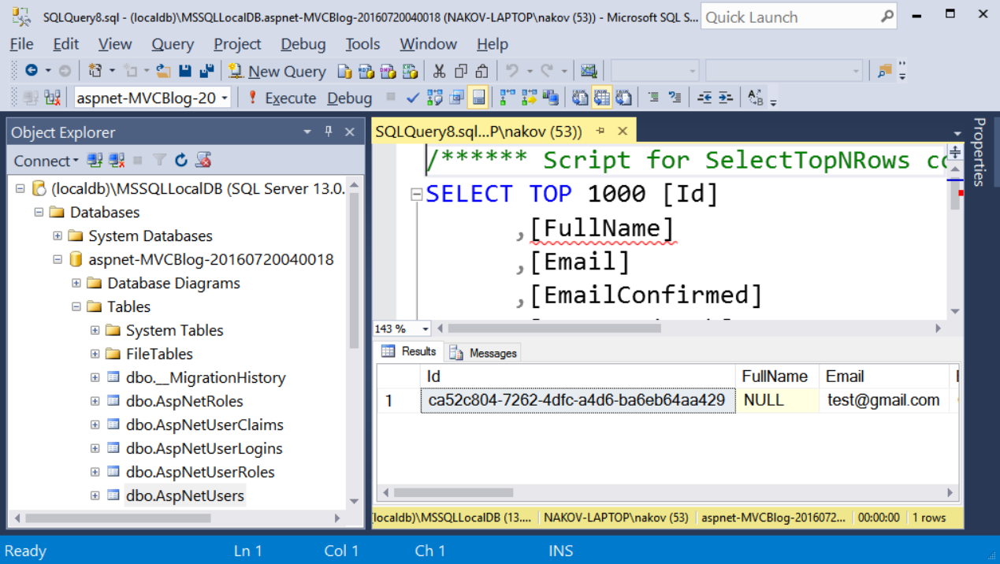 SQLQuery8.sql - (localdb)\MSSQLLocalDB.aspnet-MVCBlog-20160720040018 (NAKOV-LAPTOP\nakov (53)) - Microsoft SQL S...
Quick Launch
File Edit View Query Project Debug Tools Window Help
New Query
aspnet-MVCBlog-20 Execute Debug
Object Explorer
Connect
(localdb)\MSSQLLocalDB (SQL Server 13.0.
Databases
System Databases
aspnet-MVCBlog-20160720040018
Database Diagrams
Tables
System Tables
FileTables
dbo.__MigrationHistory
dbo.AspNetRoles
dbo.AspNetUserClaims
dbo.AspNetUserLogins
dbo.AspNetUserRoles
dbo.AspNetUsers
SQLQuery8.sql...P\nakov (53))
/****** Script for SelectTopNRows co
SELECT TOP 1000 [Id]
,[FullName]
,[Email]
,[EmailConfirmed]
143 %
Results Messages
Id FullName Email
1 ca52c804-7262-4dfc-a4d6-ba6eb64aa429 NULL test@gmail.com
(localdb)\MSSQLLocalDB (13.... NAKOV-LAPTOP\nakov (53) aspnet-MVCBlog-2016072... 00:00:00 1 rows
Properties
Ready Ln 1 Col 1 Ch 1 INS